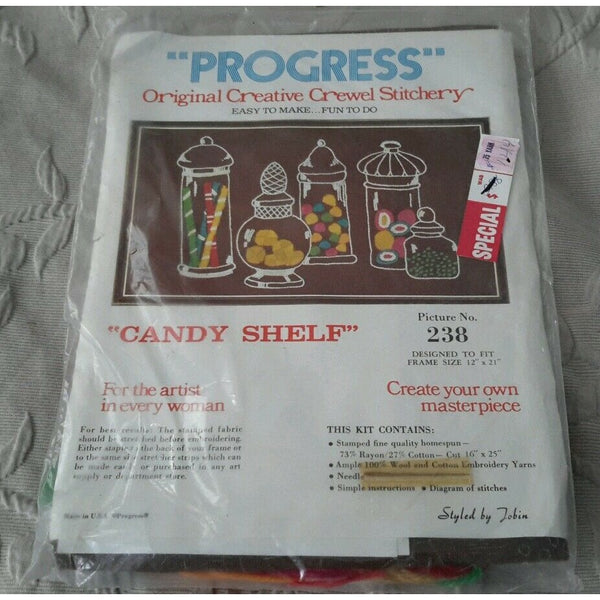 "PROGRESS"
Original Creative Crewel Stitchery
EASY TO MAKE...FUN TO DO
SPECIAL $
"CANDY SHELF"
Picture No.
238
DESIGNED TO FIT
FRAME SIZE 12" x 21"
For the artist
in every woman
Create your own
masterpiece
For best results: The stamped fabric
should be stretched before embroidering.
Either staple to the back of your frame or
to the same size stretcher strips which can
be made easily or purchased in any art
supply or department store.
THIS KIT CONTAINS:
• Stamped fine quality homespun—
73% Rayon/27% Cotton— Cut 16" x 25"
• Ample 100% Wool and Cotton Embroidery Yarns
• Needle
• Simple instructions • Diagram of stitches
Made in U.S.A. ©Progress®
Styled by Tobin